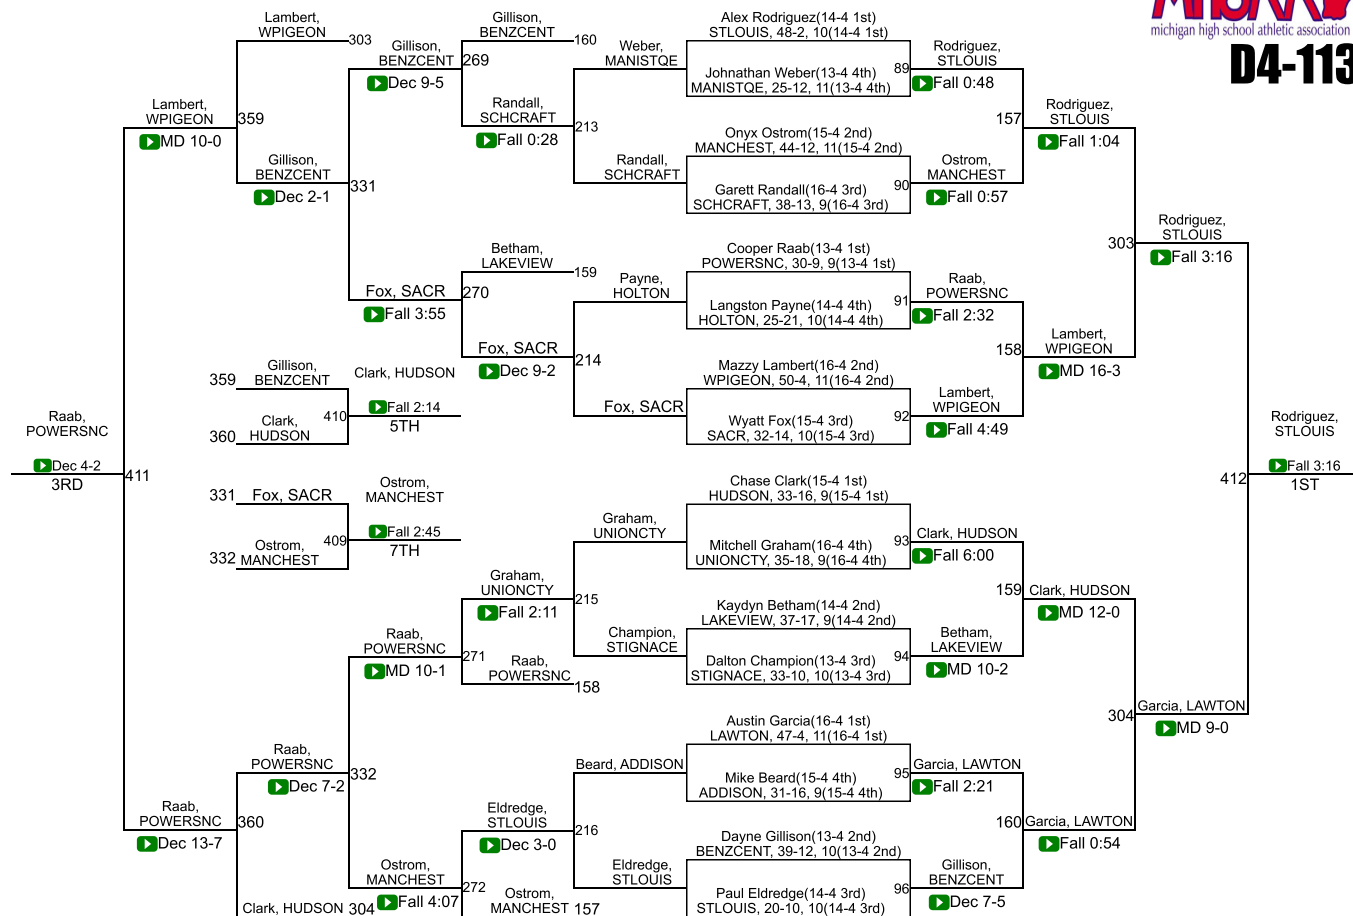 MHSAA
michigan high school athletic association
D4-113
Lambert,
WPIGEON
303
Gillison,
BENZCENT
160
Gillison,
BENZCENT
269
Dec 9-5
Weber,
MANISTQE
Alex Rodriguez(14-4 1st)
STLOUIS, 48-2, 10(14-4 1st)
Johnathan Weber(13-4 4th)
MANISTQE, 25-12, 11(13-4 4th)
89
Rodriguez,
STLOUIS
Fall 0:48
Lambert,
WPIGEON
MD 10-0
359
Randall,
SCHCRAFT
Fall 0:28
213
157
Rodriguez,
STLOUIS
Fall 1:04
Onyx Ostrom(15-4 2nd)
MANCHEST, 44-12, 11(15-4 2nd)
Gillison,
BENZCENT
Dec 2-1
331
Randall,
SCHCRAFT
Garett Randall(16-4 3rd)
SCHCRAFT, 38-13, 9(16-4 3rd)
90
Ostrom,
MANCHEST
Fall 0:57
Rodriguez,
STLOUIS
303
Fall 3:16
Betham,
LAKEVIEW
159
Cooper Raab(13-4 1st)
POWERSNC, 30-9, 9(13-4 1st)
Fox, SACR
270
Fall 3:55
Payne,
HOLTON
Langston Payne(14-4 4th)
HOLTON, 25-21, 10(14-4 4th)
91
Raab,
POWERSNC
Fall 2:32
Fox, SACR
Dec 9-2
214
158
Lambert,
WPIGEON
MD 16-3
359
Gillison,
BENZCENT
Clark, HUDSON
Mazzy Lambert(16-4 2nd)
WPIGEON, 50-4, 11(16-4 2nd)
410
Fall 2:14
5TH
360
Clark,
HUDSON
Fox, SACR
Wyatt Fox(15-4 3rd)
SACR, 32-14, 10(15-4 3rd)
92
Lambert,
WPIGEON
Fall 4:49
Raab,
POWERSNC
Dec 4-2
3RD
411
Rodriguez,
STLOUIS
412
Fall 3:16
1ST
331
Fox, SACR
Ostrom,
MANCHEST
409
Fall 2:45
7TH
332
Ostrom,
MANCHEST
Chase Clark(15-4 1st)
HUDSON, 33-16, 9(15-4 1st)
Graham,
UNIONCTY
Mitchell Graham(16-4 4th)
UNIONCTY, 35-18, 9(16-4 4th)
93
Clark, HUDSON
Fall 6:00
Graham,
UNIONCTY
Fall 2:11
215
159
Clark, HUDSON
MD 12-0
Kaydyn Betham(14-4 2nd)
LAKEVIEW, 37-17, 9(14-4 2nd)
Raab,
POWERSNC
MD 10-1
271
Champion,
STIGNACE
Dalton Champion(13-4 3rd)
STIGNACE, 33-10, 10(13-4 3rd)
94
Betham,
LAKEVIEW
MD 10-2
Raab,
POWERSNC
158
304
Garcia, LAWTON
MD 9-0
Austin Garcia(16-4 1st)
LAWTON, 47-4, 11(16-4 1st)
Raab,
POWERSNC
Dec 7-2
332
Beard, ADDISON
Mike Beard(15-4 4th)
ADDISON, 31-16, 9(15-4 4th)
95
Garcia, LAWTON
Fall 2:21
Raab,
POWERSNC
Dec 13-7
360
Eldredge,
STLOUIS
Dec 3-0
216
160
Garcia, LAWTON
Fall 0:54
Dayne Gillison(13-4 2nd)
BENZCENT, 39-12, 10(13-4 2nd)
Ostrom,
MANCHEST
Fall 4:07
272
Eldredge,
STLOUIS
Paul Eldredge(14-4 3rd)
STLOUIS, 20-10, 10(14-4 3rd)
96
Gillison,
BENZCENT
Dec 7-5
Clark, HUDSON
304
Ostrom,
MANCHEST
157